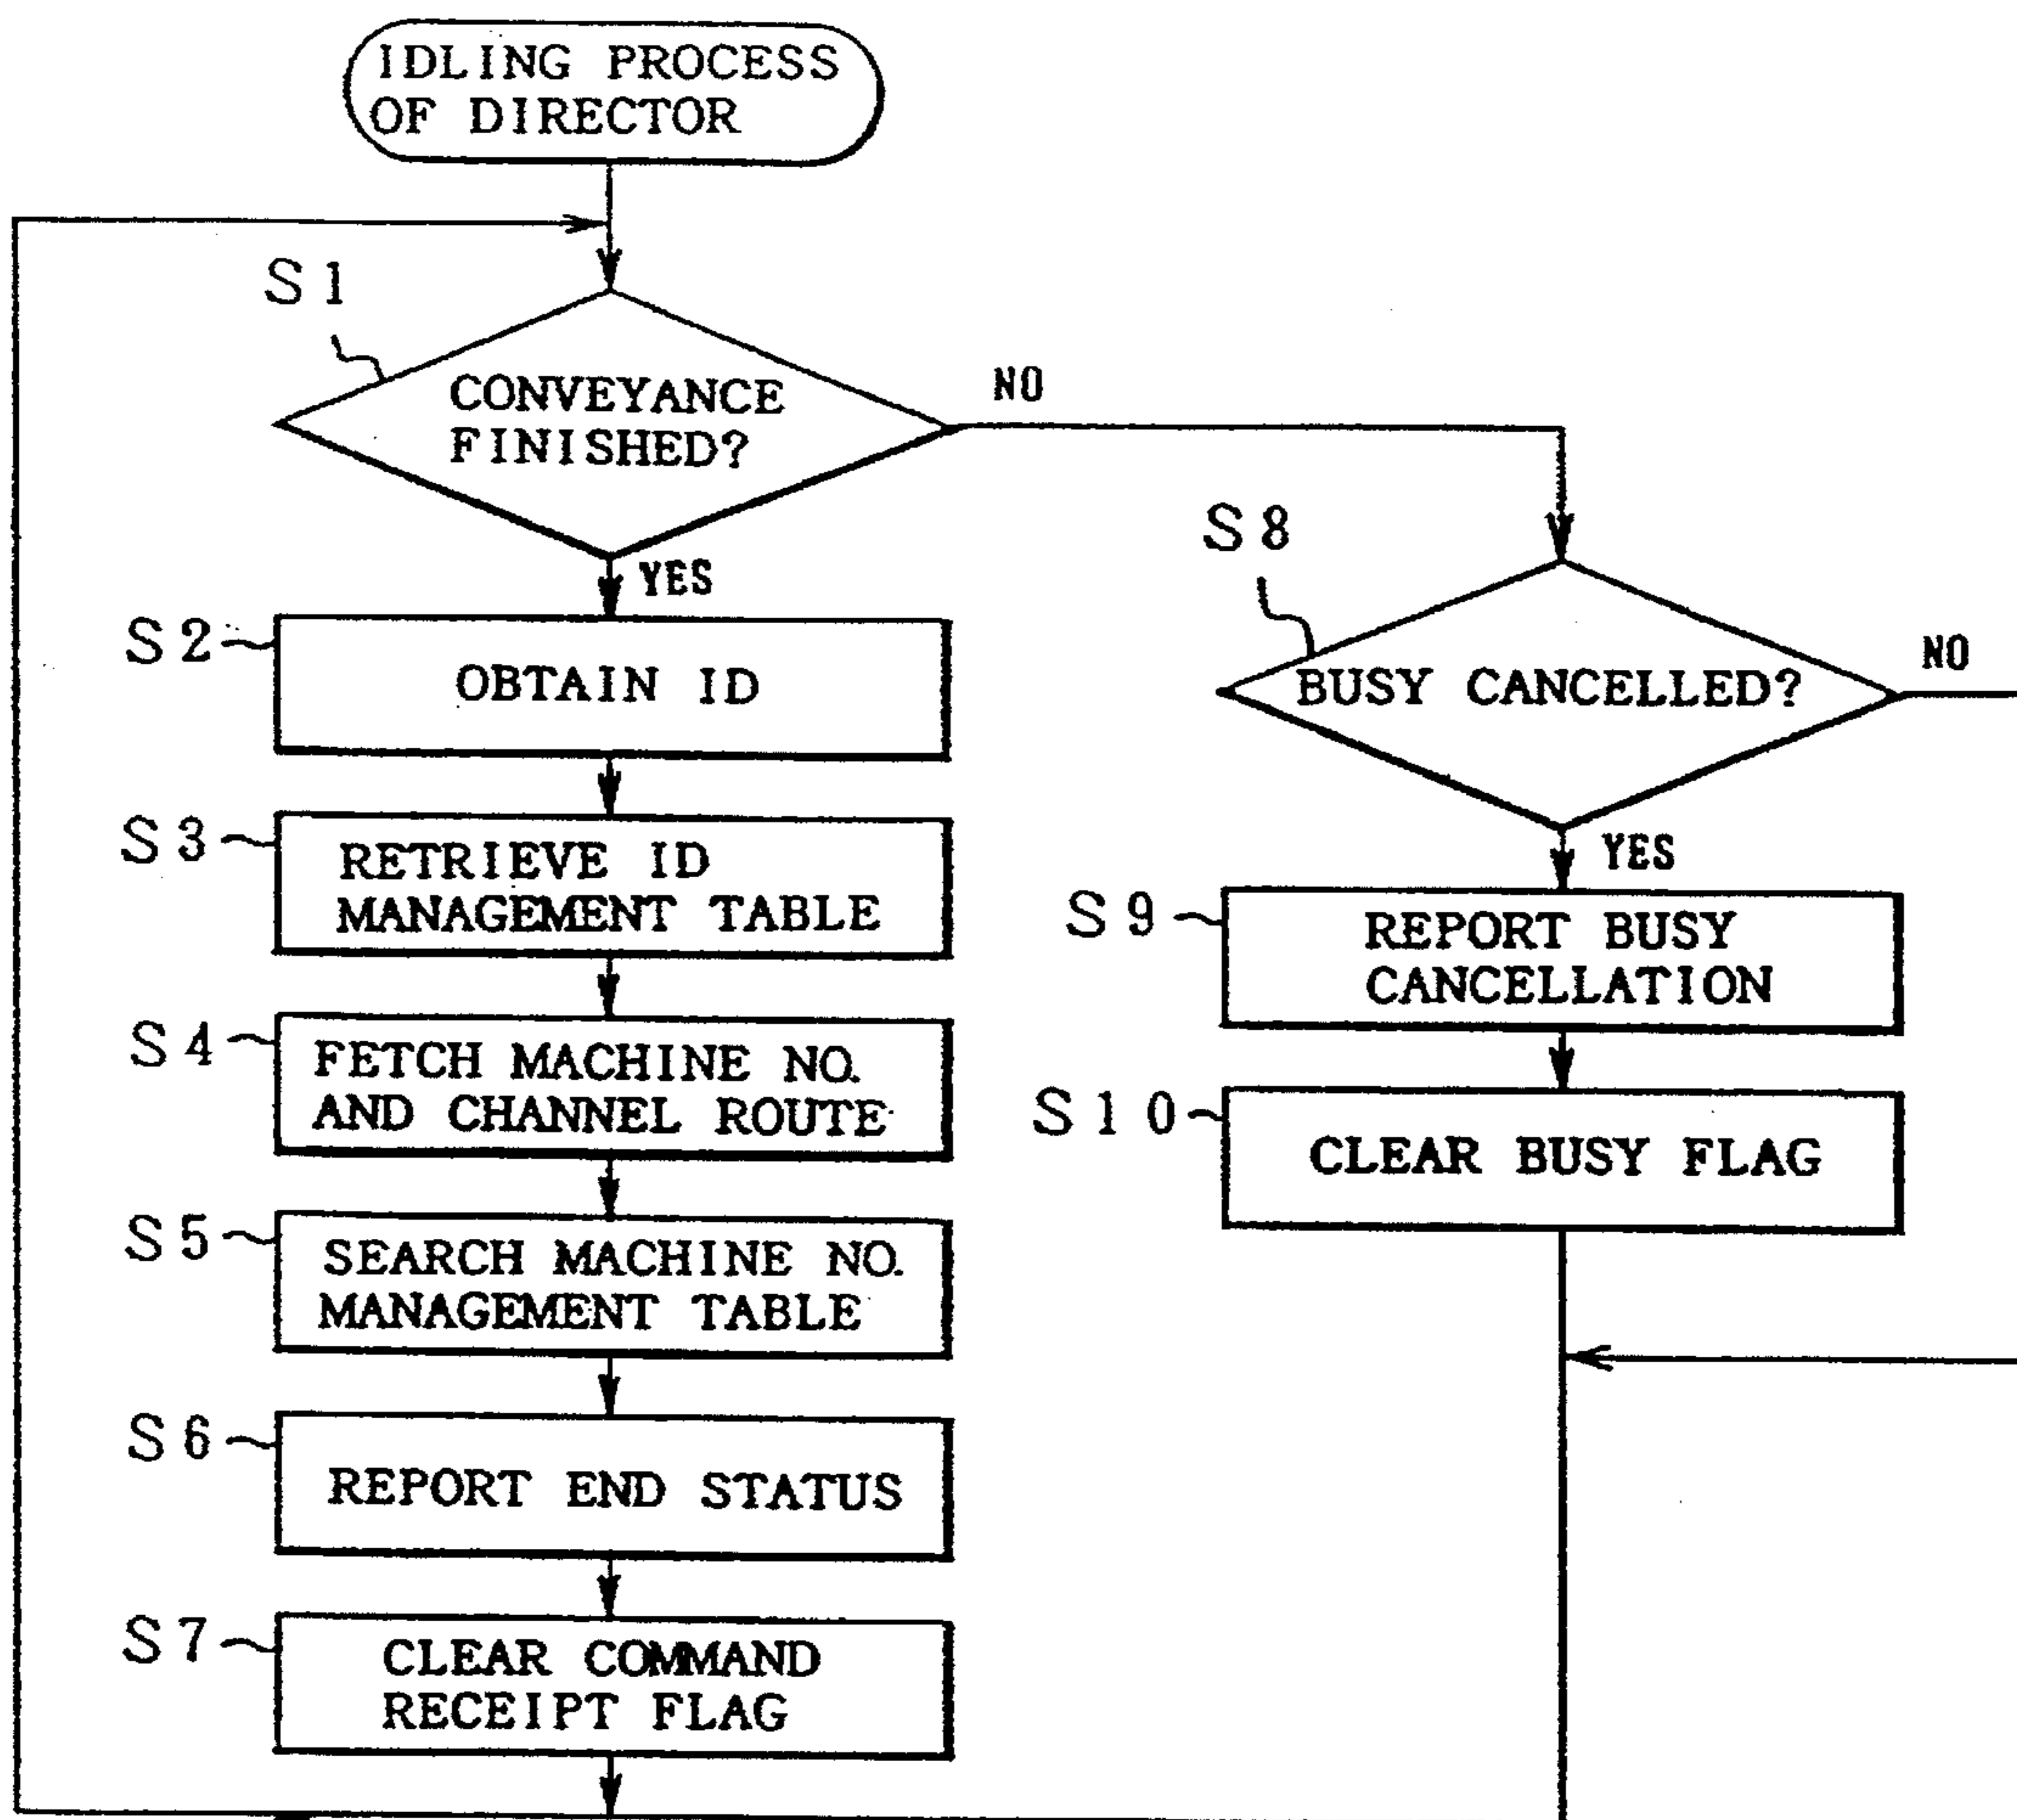 IDLING PROCESS
OF DIRECTOR
S1
CONVEYANCE
FINISHED?
NO
YES
S2
OBTAIN ID
S3
RETRIEVE ID
MANAGEMENT TABLE
S4
FETCH MACHINE NO.
AND CHANNEL ROUTE
S5
SEARCH MACHINE NO.
MANAGEMENT TABLE
S6
REPORT END STATUS
S7
CLEAR COMMAND
RECEIPT FLAG
S8
BUSY CANCELLED?
NO
YES
S9
REPORT BUSY
CANCELLATION
S10
CLEAR BUSY FLAG